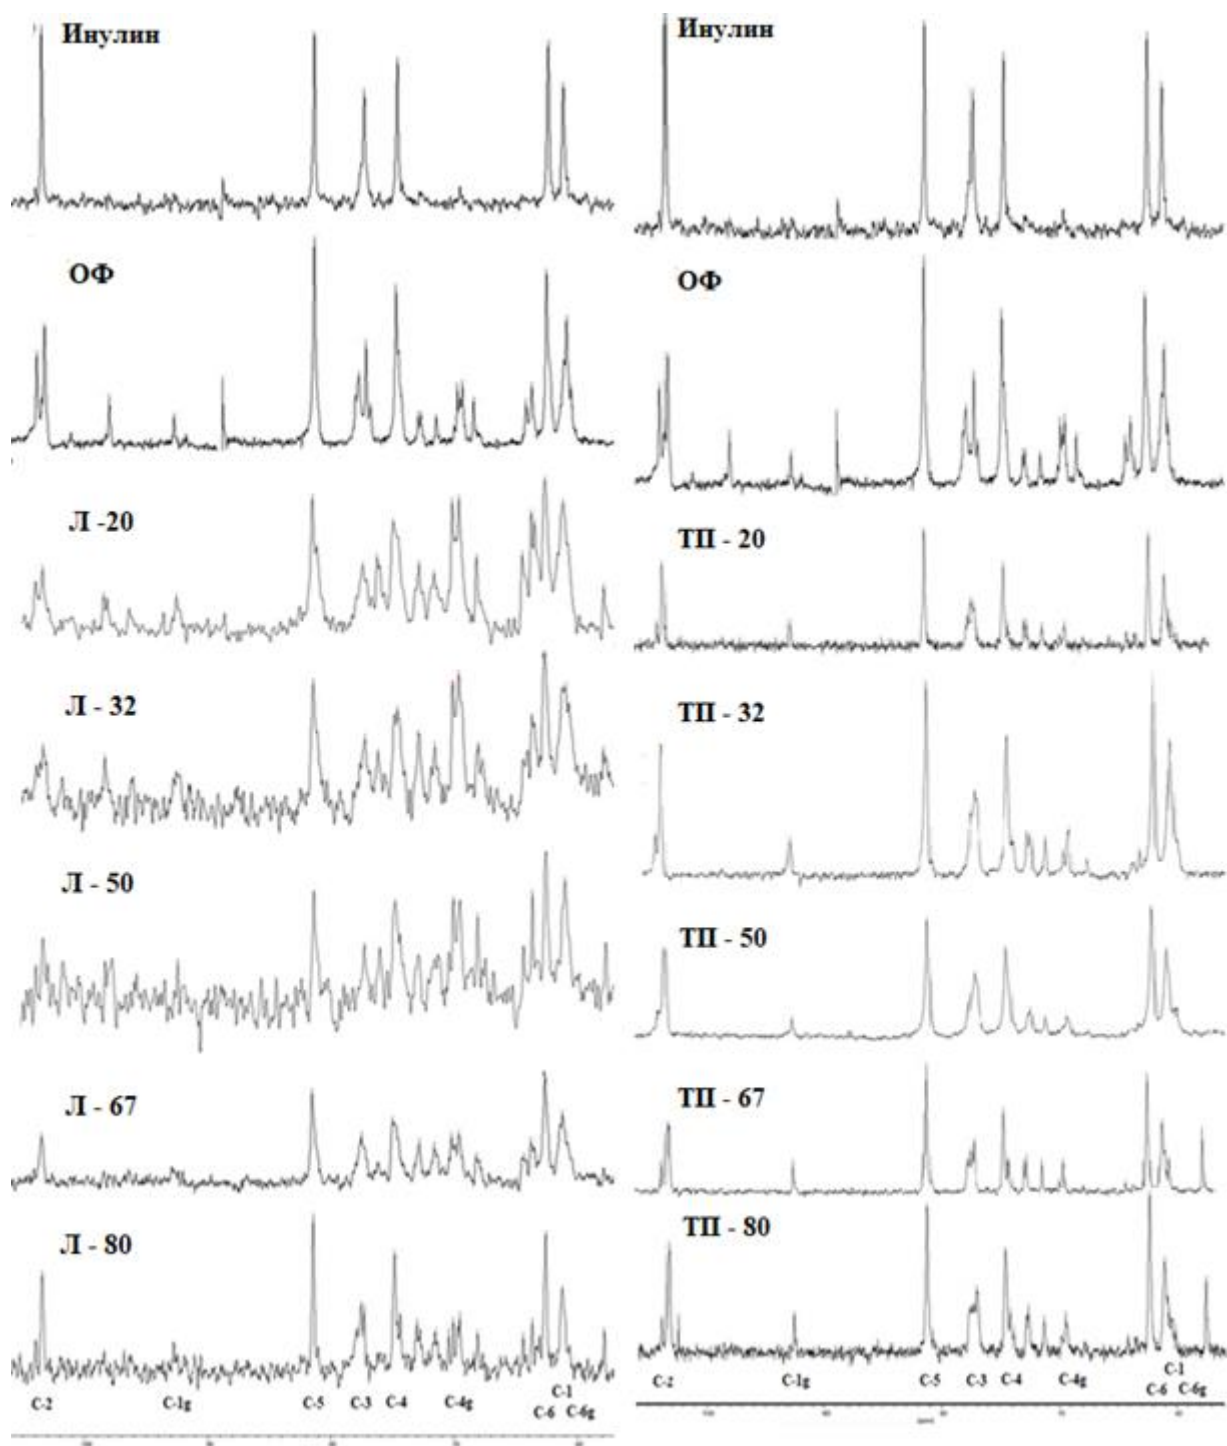 Инулин
ОФ
Л -20
Л - 32
Л - 50
Л - 67
Л - 80
C-2 C-1g C-5 C-3 C-4 C-4g C-1
C-6 C-6g
Инулин
ОФ
ТП - 20
ТП - 32
ТП - 50
ТП - 67
ТП - 80
C-2 C-1g C-5 C-3 C-4 C-4g C-1
C-6 C-6g